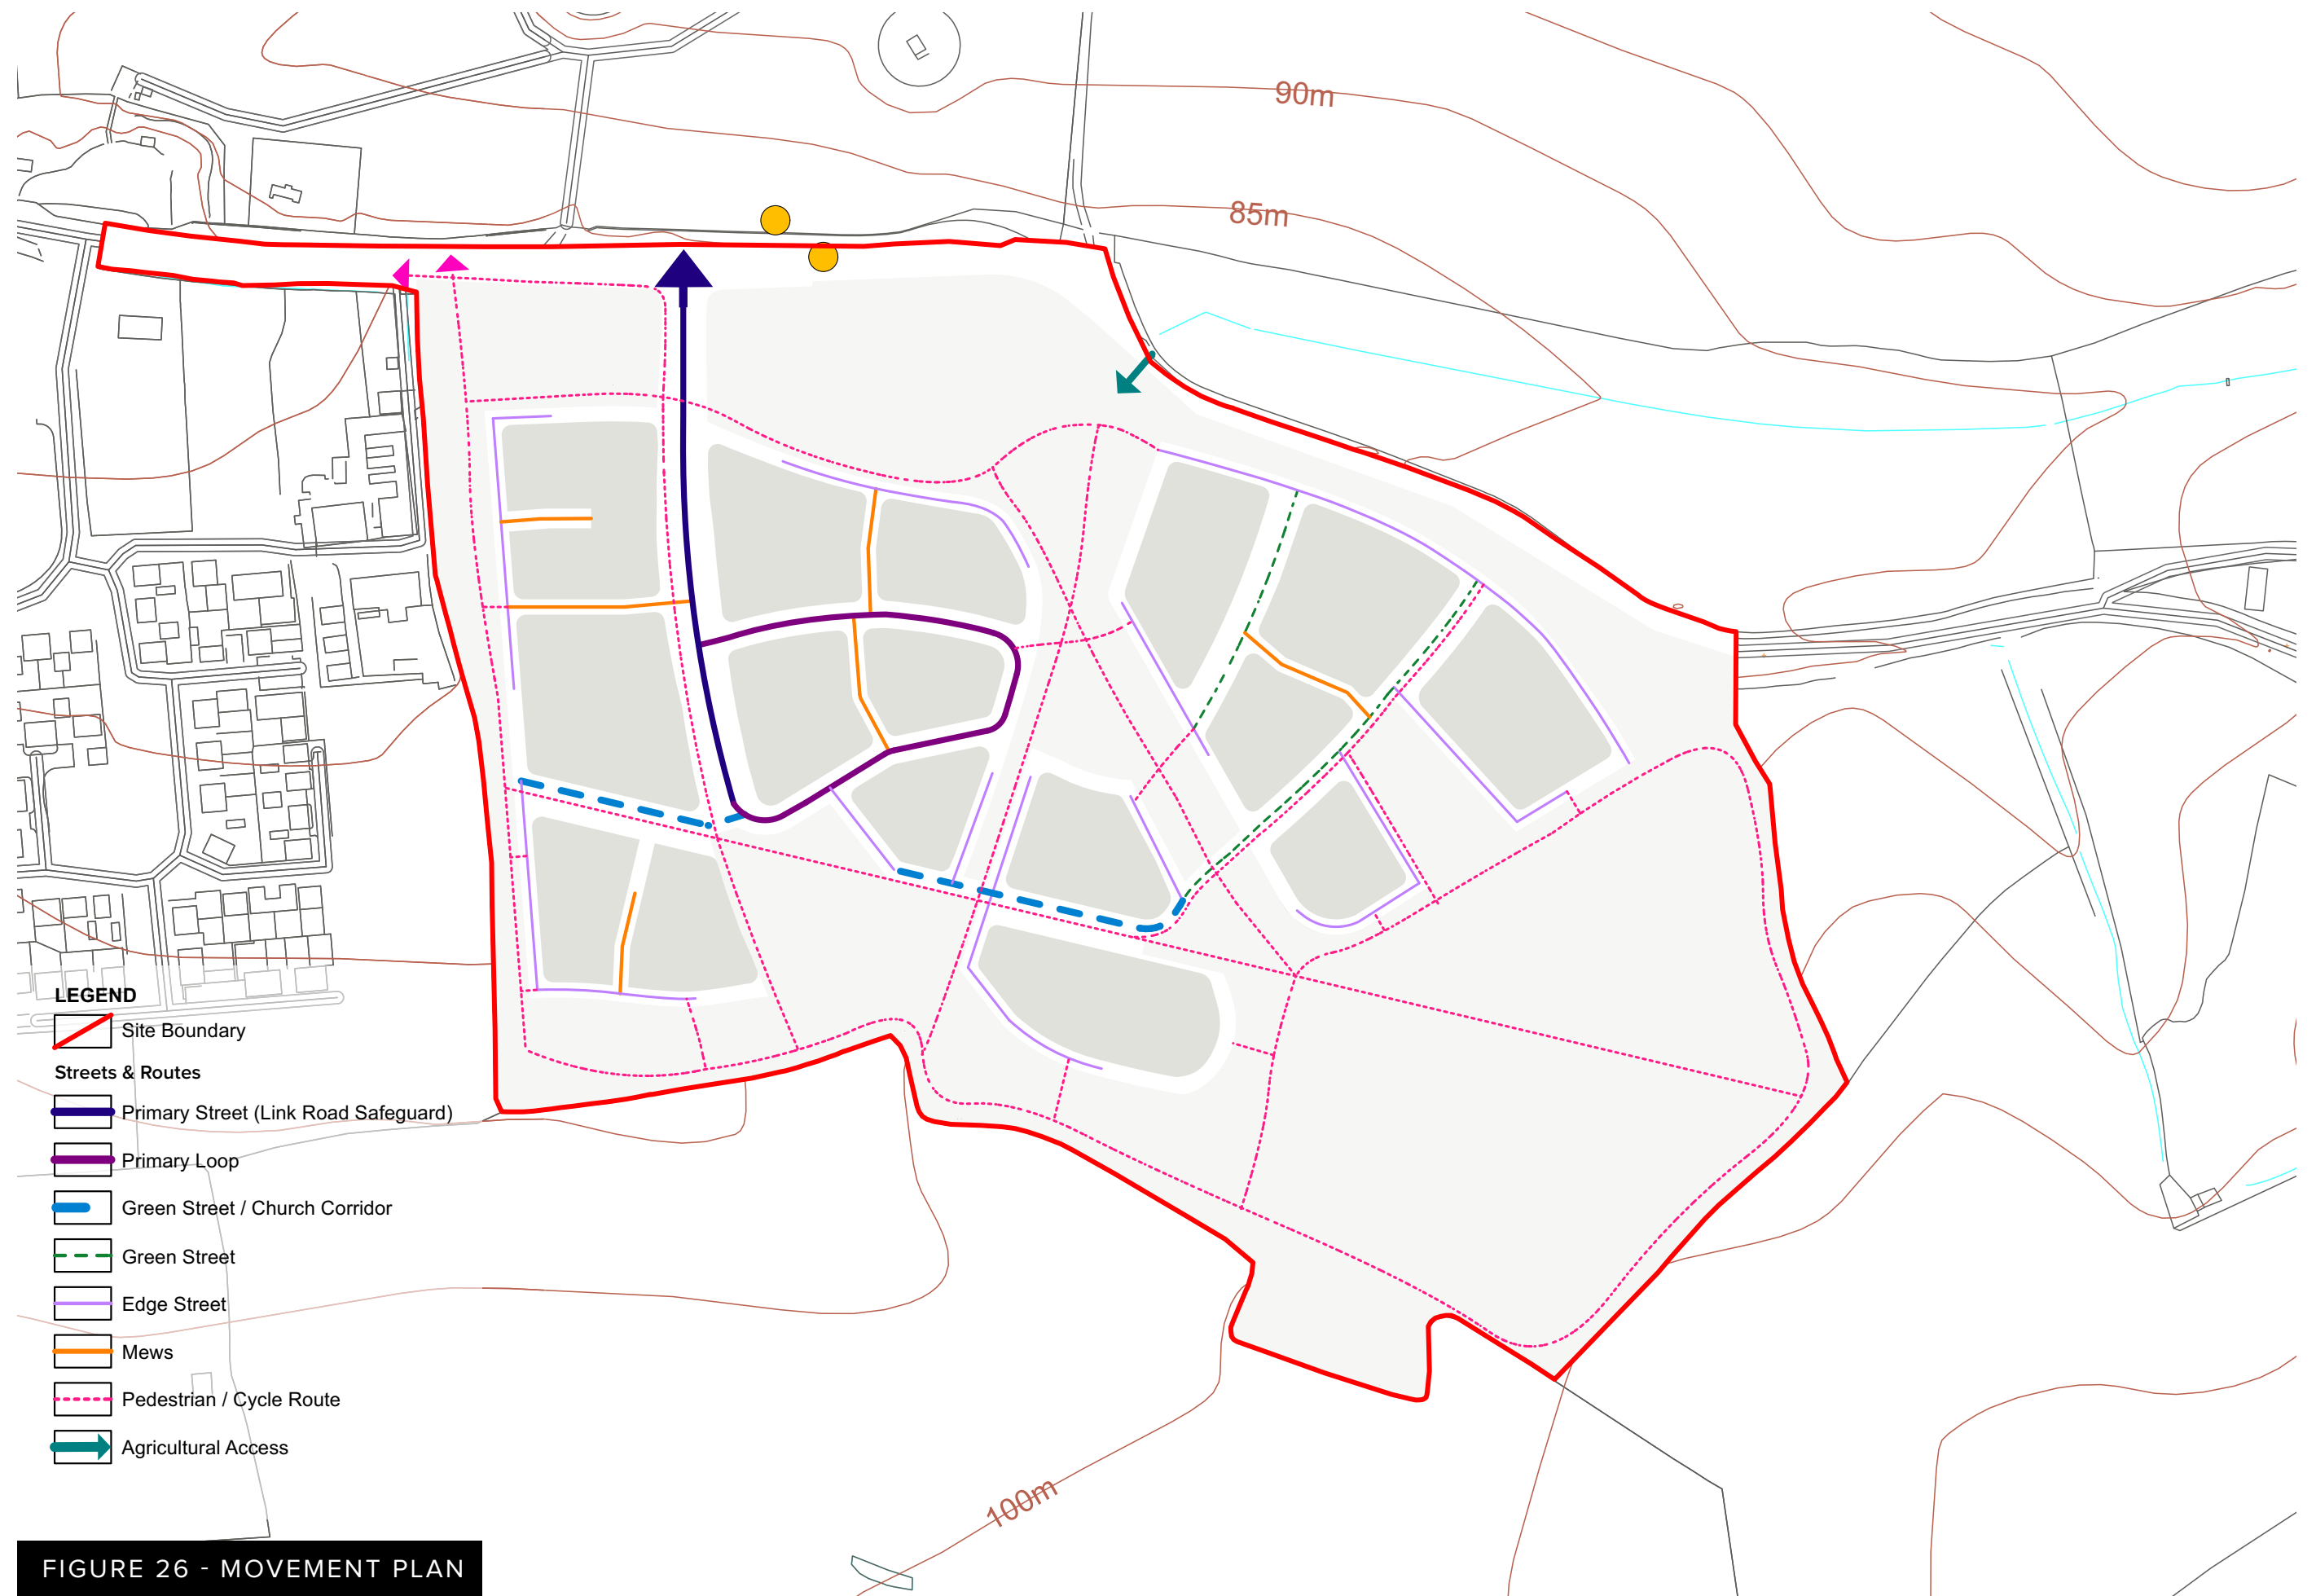 90m
85m
LEGEND
Site Boundary
Streets & Routes
Primary Street (Link Road Safeguard)
Primary Loop
Green Street / Church Corridor
Green Street
Edge Street
Mews
Pedestrian / Cycle Route
Agricultural Access
100m
FIGURE 26 - MOVEMENT PLAN